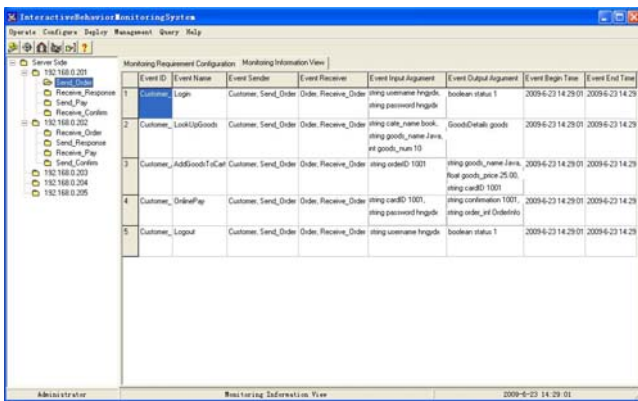 InteractiveBehaviorMonitoringSystem
Operate Configure Deploy Management Query Help
Server Side
192.168.0.201
Send_Order
Receive_Response
Send_Pay
Receive_Confirm
192.168.0.202
Receive_Order
Send_Response
Receive_Pay
Send_Confirm
192.168.0.203
192.168.0.204
192.168.0.205
Monitoring Requirement Configuration Monitoring Information View
Event ID Event Name Event Sender Event Receiver Event Input Argument Event Output Argument Event Begin Time Event End Time
1 Customer_ Login Customer, Send_Order Order, Receive_Order string username hngydx, boolean status 1 2009-6-23 14:29:01 2009-6-23 14:29
string password hngydx
2 Customer_ LookUpGoods Customer, Send_Order Order, Receive_Order string cate_name book, GoodsDetails goods 2009-6-23 14:29:01 2009-6-23 14:29
string goods_name Java,
int goods_num 10
3 Customer_ AddGoodsToCart Customer, Send_Order Order, Receive_Order string orderID 1001 string goods_name Java, 2009-6-23 14:29:01 2009-6-23 14:29
float goods_price 25.00,
string cardID 1001
4 Customer_ OnlinePay Customer, Send_Order Order, Receive_Order string cardID 1001, string confirmation 1001, 2009-6-23 14:29:01 2009-6-23 14:29
string password hngydx string order_inf OrderInfo
5 Customer_ Logout Customer, Send_Order Order, Receive_Order string username hngydx boolean status 1 2009-6-23 14:29:01 2009-6-23 14:29
Administrator Monitoring Information View 2009-6-23 14:29:01